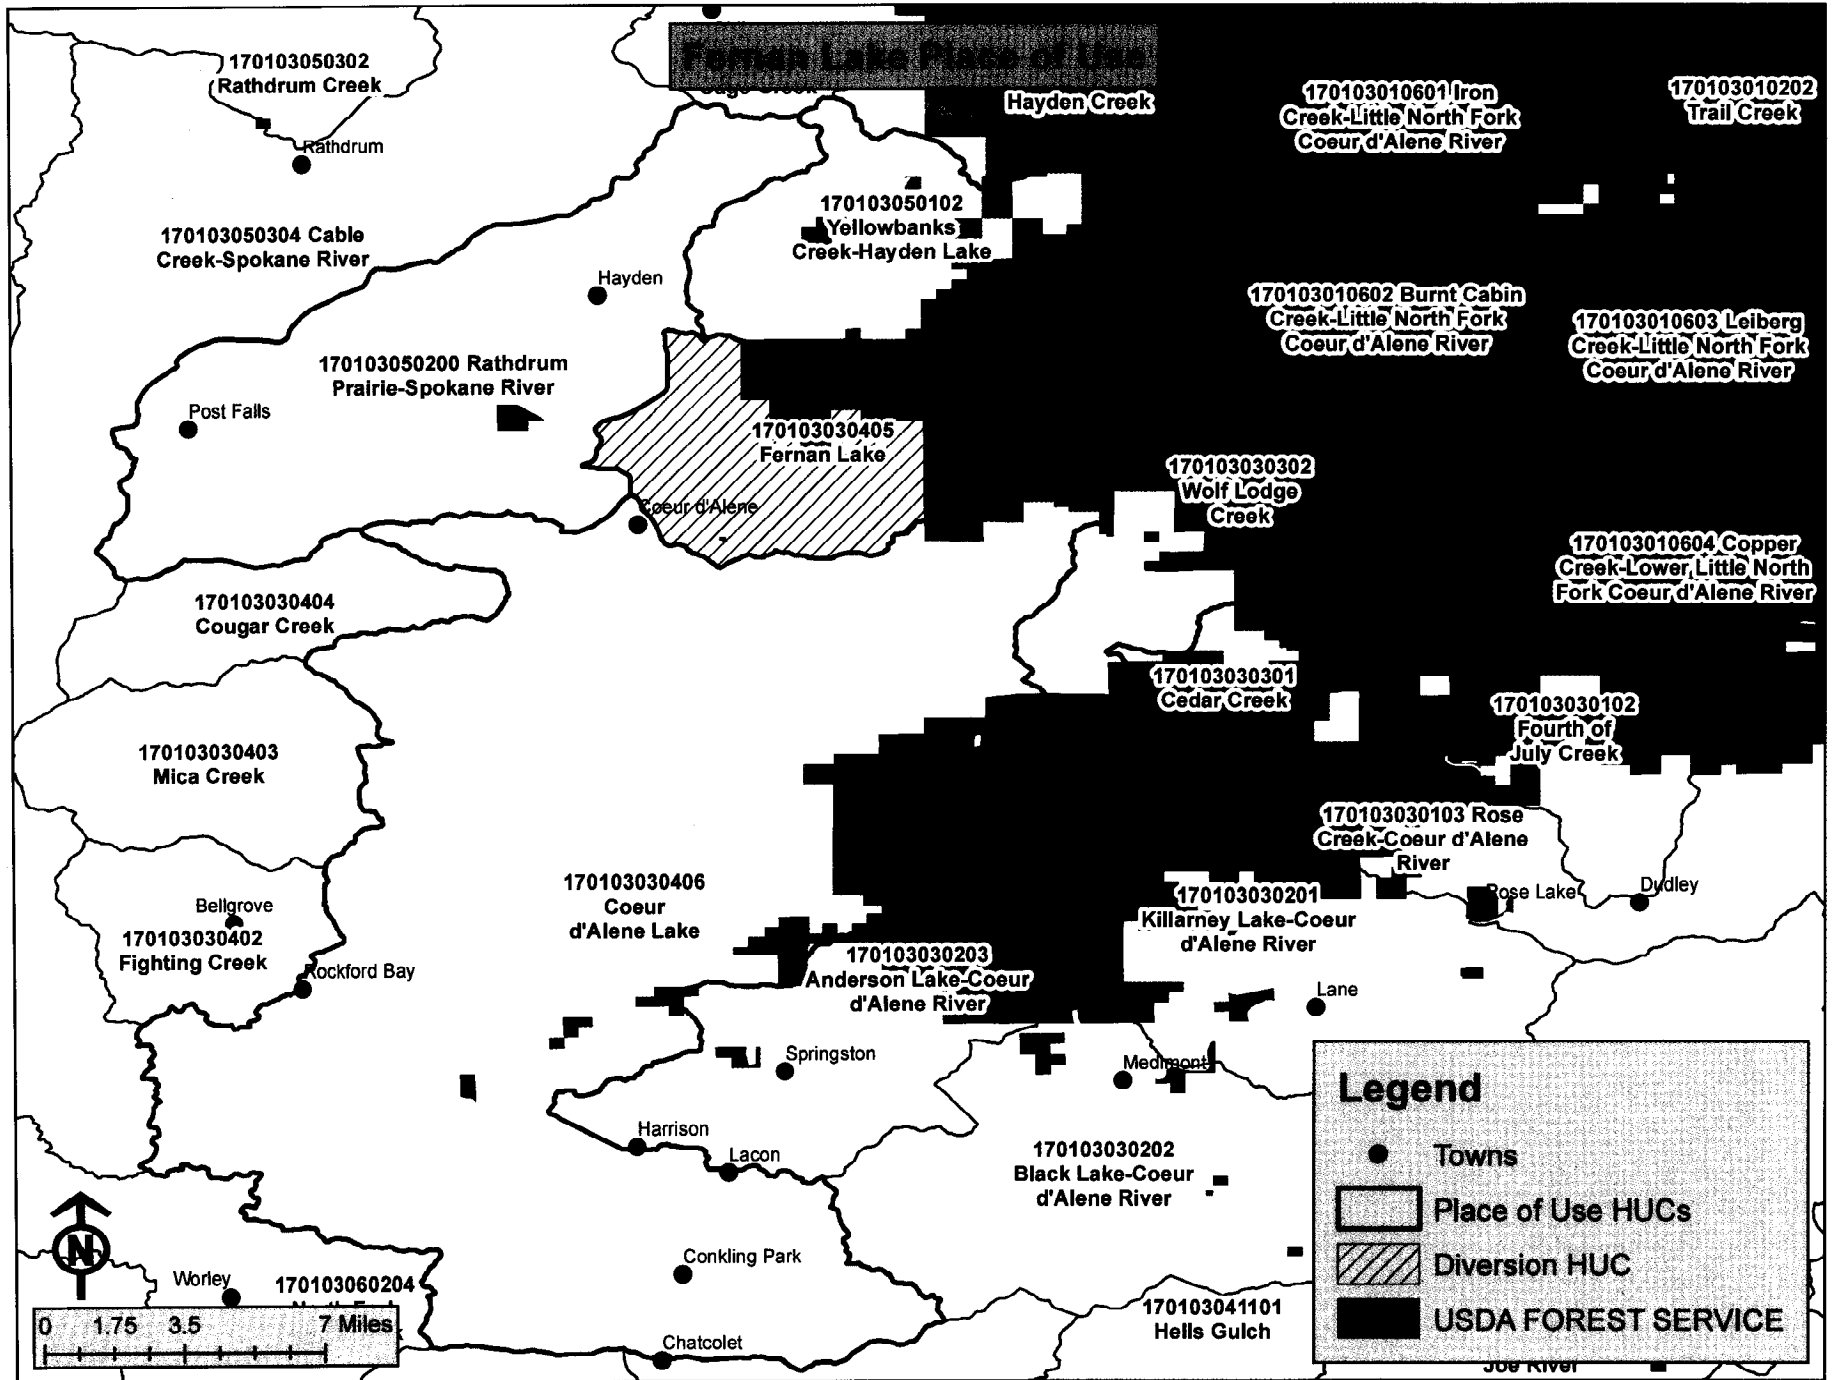 Fernan Lake Place of Use
170103050302
Rathdrum Creek
Rathdrum
Hayden Creek
170103010601 Iron
Creek-Little North Fork
Coeur d'Alene River
170103010202
Trail Creek
170103050304 Cable
Creek-Spokane River
170103050102
Yellowbanks
Creek-Hayden Lake
Hayden
170103010602 Burnt Cabin
Creek-Little North Fork
Coeur d'Alene River
170103010603 Leiberg
Creek-Little North Fork
Coeur d'Alene River
170103050200 Rathdrum
Prairie-Spokane River
Post Falls
170103030405
Fernan Lake
170103030302
Wolf Lodge
Creek
Coeur d'Alene
170103010604 Copper
Creek-Lower Little North
Fork Coeur d'Alene River
170103030404
Cougar Creek
170103030301
Cedar Creek
170103030102
Fourth of
July Creek
170103030403
Mica Creek
170103030103 Rose
Creek-Coeur d'Alene
River
170103030406
Coeur
d'Alene Lake
170103030201
Killarney Lake-Coeur
d'Alene River
Rose Lake
Dudley
Bellgrove
170103030402
Fighting Creek
Rockford Bay
170103030203
Anderson Lake-Coeur
d'Alene River
Lane
Springston
Medimont
Harrison
Lacon
170103030202
Black Lake-Coeur
d'Alene River
Conkling Park
Worley
170103060204
Chatcolet
170103041101
Hells Gulch
Joe River
N
0 1.75 3.5 7 Miles
Legend
Towns
Place of Use HUCs
Diversion HUC
USDA FOREST SERVICE